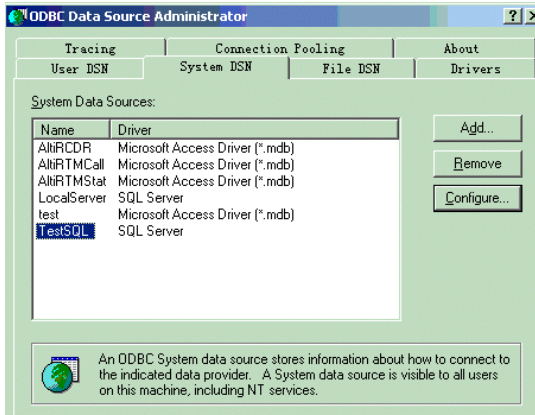 ODBC Data Source Administrator
Tracing Connection Pooling About
User DSN System DSN File DSN Drivers
System Data Sources:
Name Driver
AltiRCDR Microsoft Access Driver (*.mdb)
AltiRTMCall Microsoft Access Driver (*.mdb)
AltiRTMStat Microsoft Access Driver (*.mdb)
LocalServer SQL Server
test Microsoft Access Driver (*.mdb)
TestSQL SQL Server
Add...
Remove
Configure...
An ODBC System data source stores information about how to connect to
the indicated data provider. A System data source is visible to all users
on this machine, including NT services.